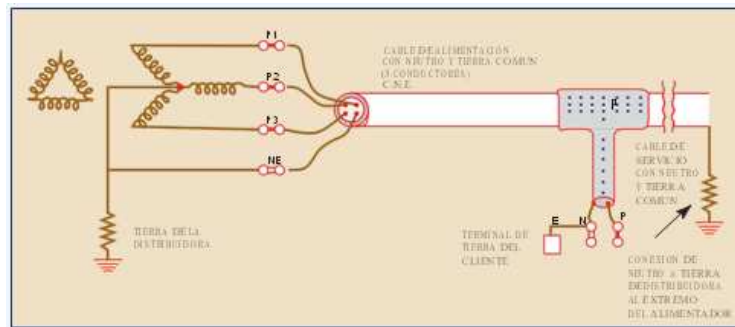 P1
CABLE DE ALIMENTACIÓN
CON NEUTRO Y TIERRA COMUN
(3 CONDUCTORES)
C.N.E.
P2
P3
NE
TIERRA DE LA
DISTRIBUIDORA
CABLE DE
SERVICIO
CON NEUTRO
Y TIERRA
COMUN
E
N
P
TERMINAL DE
TIERRA DEL
CLIENTE
CONEXION DE
NEUTRO A TIERRA
DE DISTRIBUIDORA
AL EXTREMO
DEL ALIMENTADOR